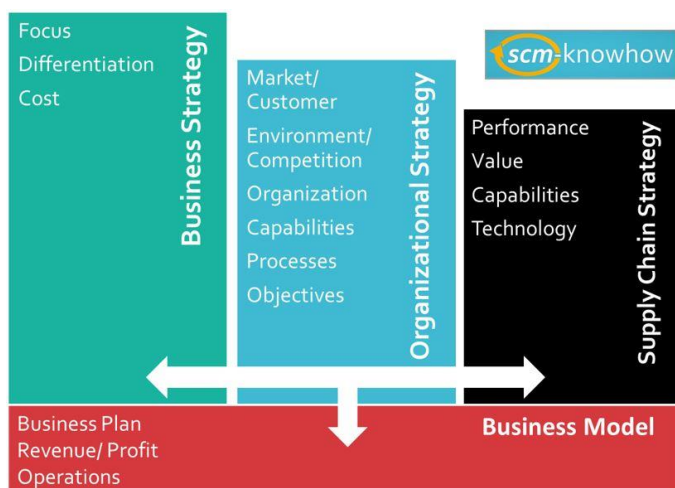 Focus
Differentiation
Cost
Business Strategy
Market/
Customer
Environment/
Competition
Organization
Capabilities
Processes
Objectives
Organizational Strategy
scm-knowhow
Performance
Value
Capabilities
Technology
Supply Chain Strategy
Business Plan
Revenue/ Profit
Operations
Business Model